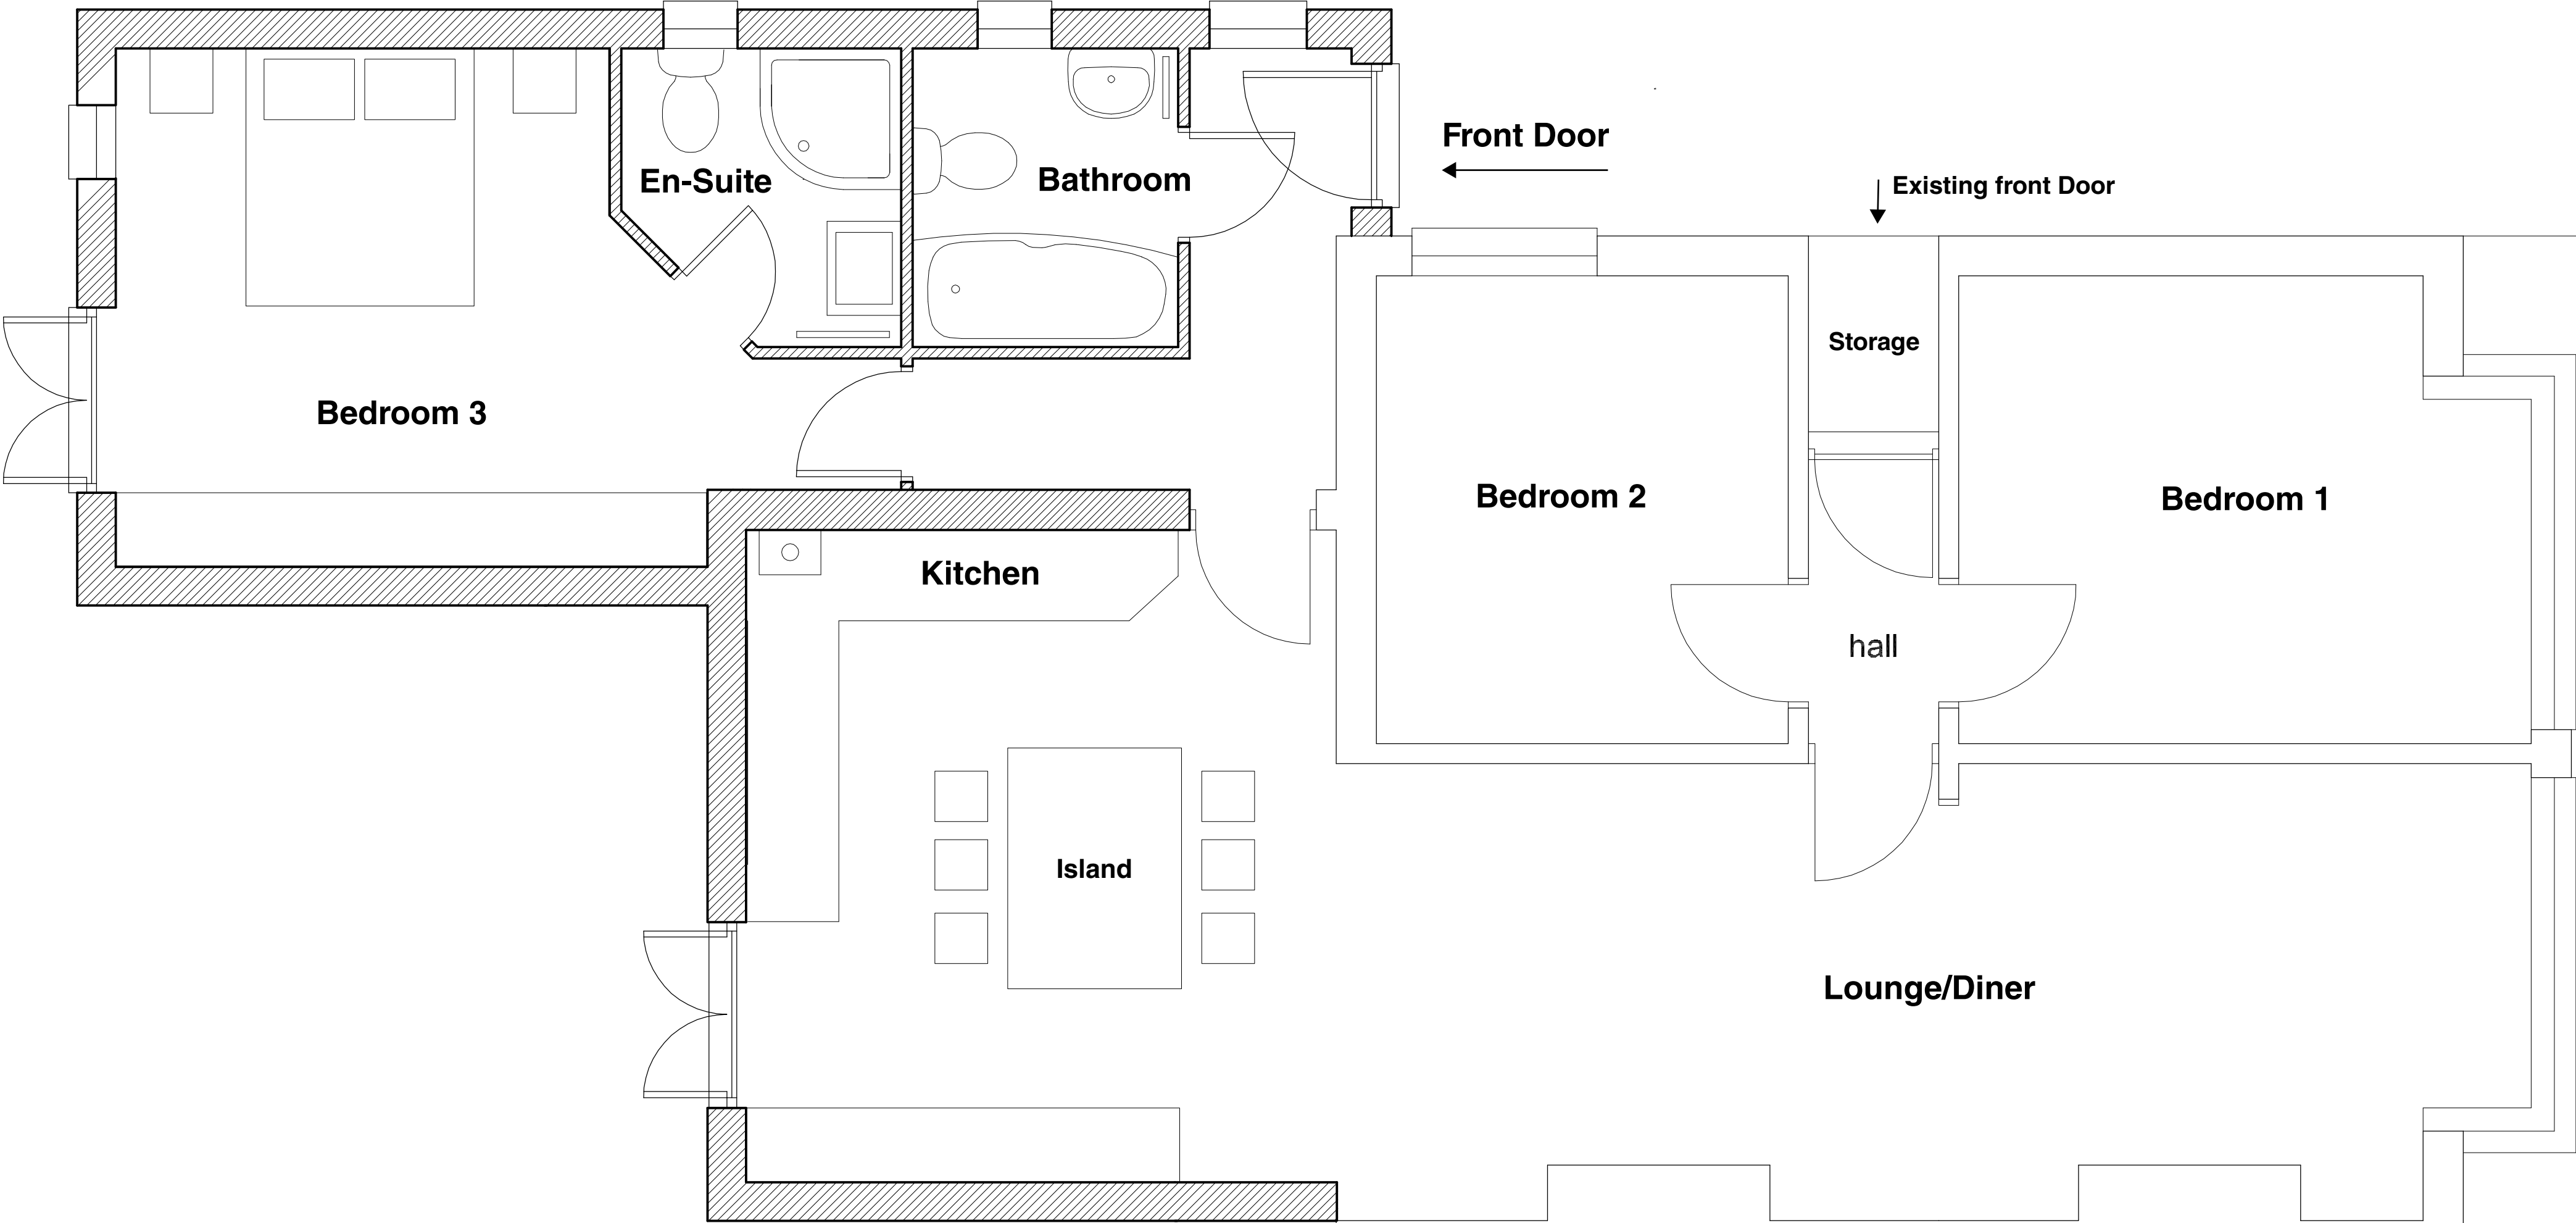 Front Door
En-Suite
Bathroom
Existing front Door
Storage
Bedroom 3
Bedroom 2
Bedroom 1
Kitchen
hall
Island
Lounge/Diner